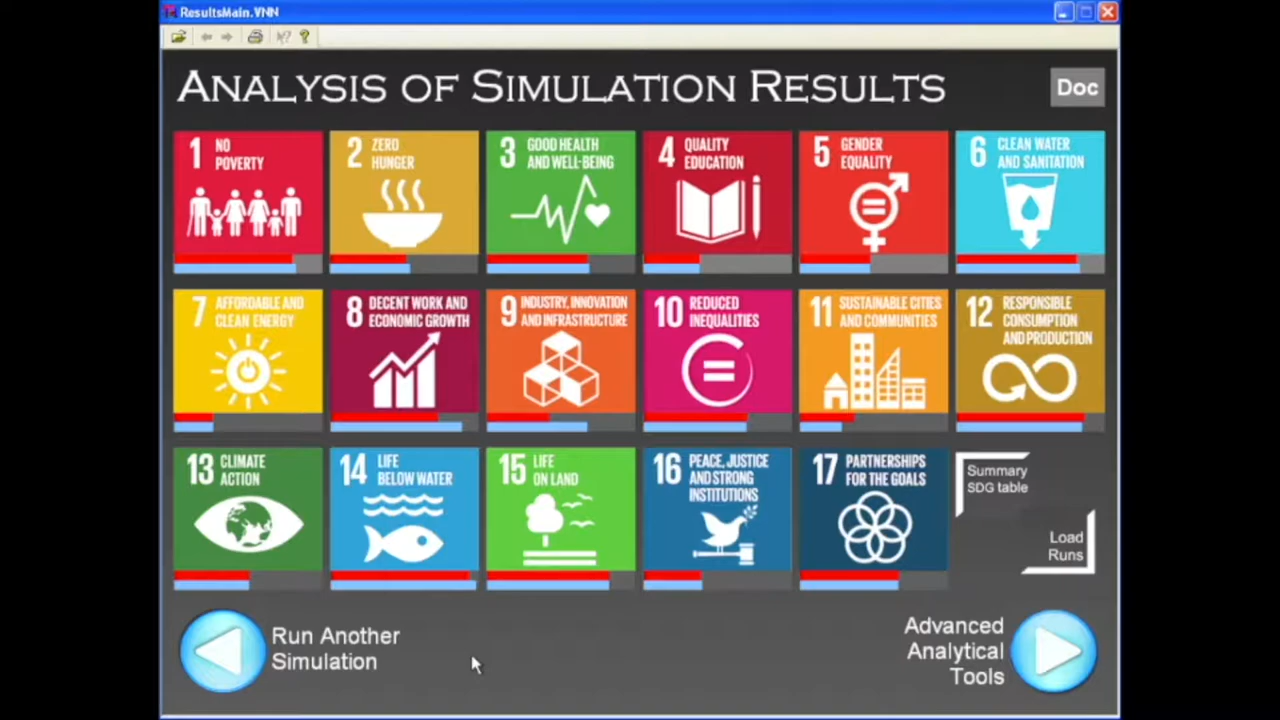 ResultsMain.VNN
ANALYSIS OF SIMULATION RESULTS
Doc
1 NO
POVERTY
2 ZERO
HUNGER
3 GOOD HEALTH
AND WELL-BEING
4 QUALITY
EDUCATION
5 GENDER
EQUALITY
6 CLEAN WATER
AND SANITATION
7 AFFORDABLE AND
CLEAN ENERGY
8 DECENT WORK AND
ECONOMIC GROWTH
9 INDUSTRY, INNOVATION
AND INFRASTRUCTURE
10 REDUCED
INEQUALITIES
11 SUSTAINABLE CITIES
AND COMMUNITIES
12 RESPONSIBLE
CONSUMPTION
AND PRODUCTION
13 CLIMATE
ACTION
14 LIFE
BELOW WATER
15 LIFE
ON LAND
16 PEACE, JUSTICE
AND STRONG
INSTITUTIONS
17 PARTNERSHIPS
FOR THE GOALS
Summary
SDG table
Load
Runs
Run Another
Simulation
Advanced
Analytical
Tools